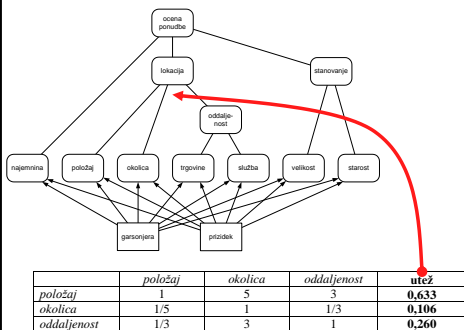 ocena
ponudbe
lokacija
stanovanje
oddalje-
nost
najemnina
položaj
okolica
trgovine
služba
velikost
starost
garsonjera
prizidek
položaj okolica oddaljenost utež
položaj 1 5 3 0,633
okolica 1/5 1 1/3 0,106
oddaljenost 1/3 3 1 0,260